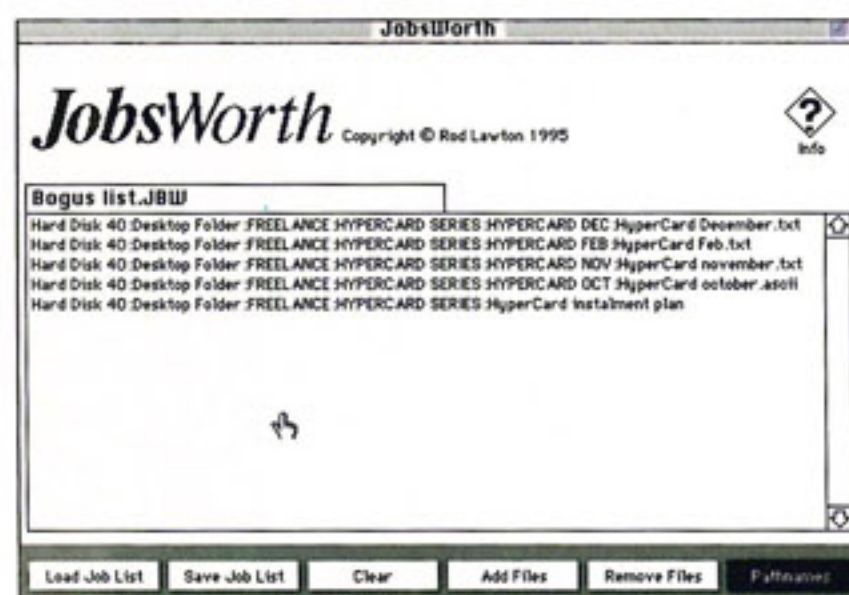 JobsWorth
JobsWorth Copyright © Rod Lawton 1995
Info
Bogus list.JBW
Hard Disk 40:Desktop Folder:FREELANCE:HYPERCARD SERIES:HYPERCARD DEC:HyperCard December.txt
Hard Disk 40:Desktop Folder:FREELANCE:HYPERCARD SERIES:HYPERCARD FEB:HyperCard Feb.txt
Hard Disk 40:Desktop Folder:FREELANCE:HYPERCARD SERIES:HYPERCARD NOV:HyperCard november.txt
Hard Disk 40:Desktop Folder:FREELANCE:HYPERCARD SERIES:HYPERCARD OCT:HyperCard october.ascii
Hard Disk 40:Desktop Folder:FREELANCE:HYPERCARD SERIES:HyperCard instalment plan
Load Job List Save Job List Clear Add Files Remove Files Pathnames